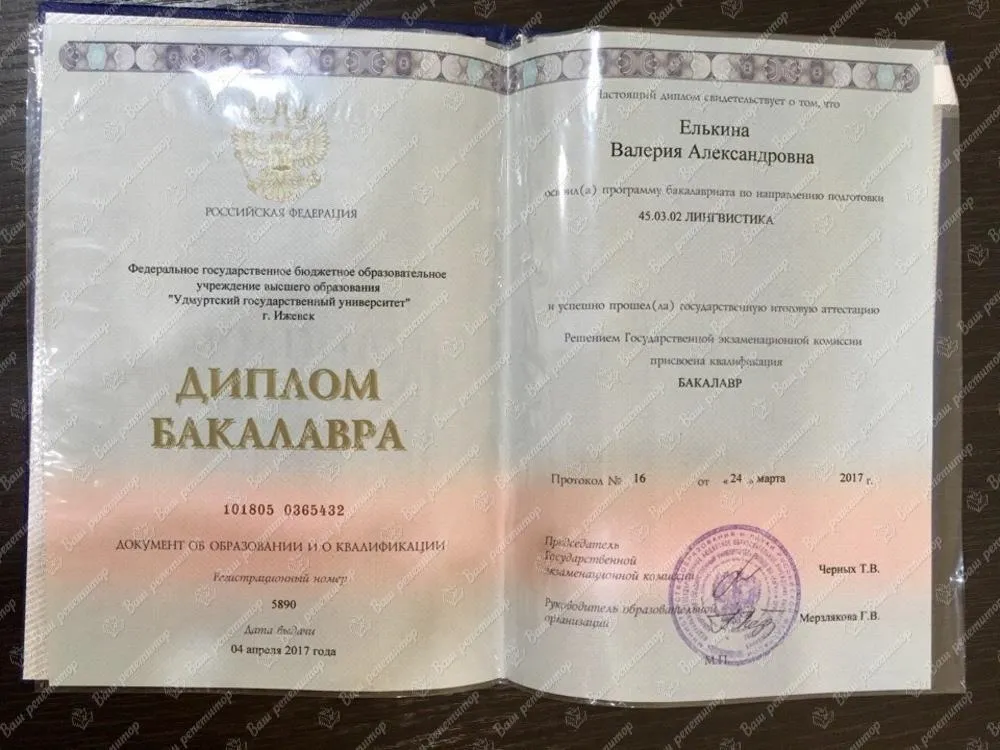 РОССИЙСКАЯ ФЕДЕРАЦИЯ
Федеральное государственное бюджетное образовательное
учреждение высшего образования
"Удмуртский государственный университет"
г. Ижевск
ДИПЛОМ
БАКАЛАВРА
101805 0365432
ДОКУМЕНТ ОБ ОБРАЗОВАНИИ И О КВАЛИФИКАЦИИ
Регистрационный номер
5890
Дата выдачи
04 апреля 2017 года
Настоящий диплом свидетельствует о том, что
Елькина
Валерия Александровна
освоил(а) программу бакалавриата по направлению подготовки
45.03.02 ЛИНГВИСТИКА
и успешно прошел(ла) государственную итоговую аттестацию
Решением Государственной экзаменационной комиссии
присвоена квалификация
БАКАЛАВР
Протокол № 16 от «24 » марта 2017 г.
Председатель
Государственной
экзаменационной комиссии
Черных Т.В.
Руководитель образовательной
организации
Мерзлякова Г.В.
М.П.
Ваш репетитор